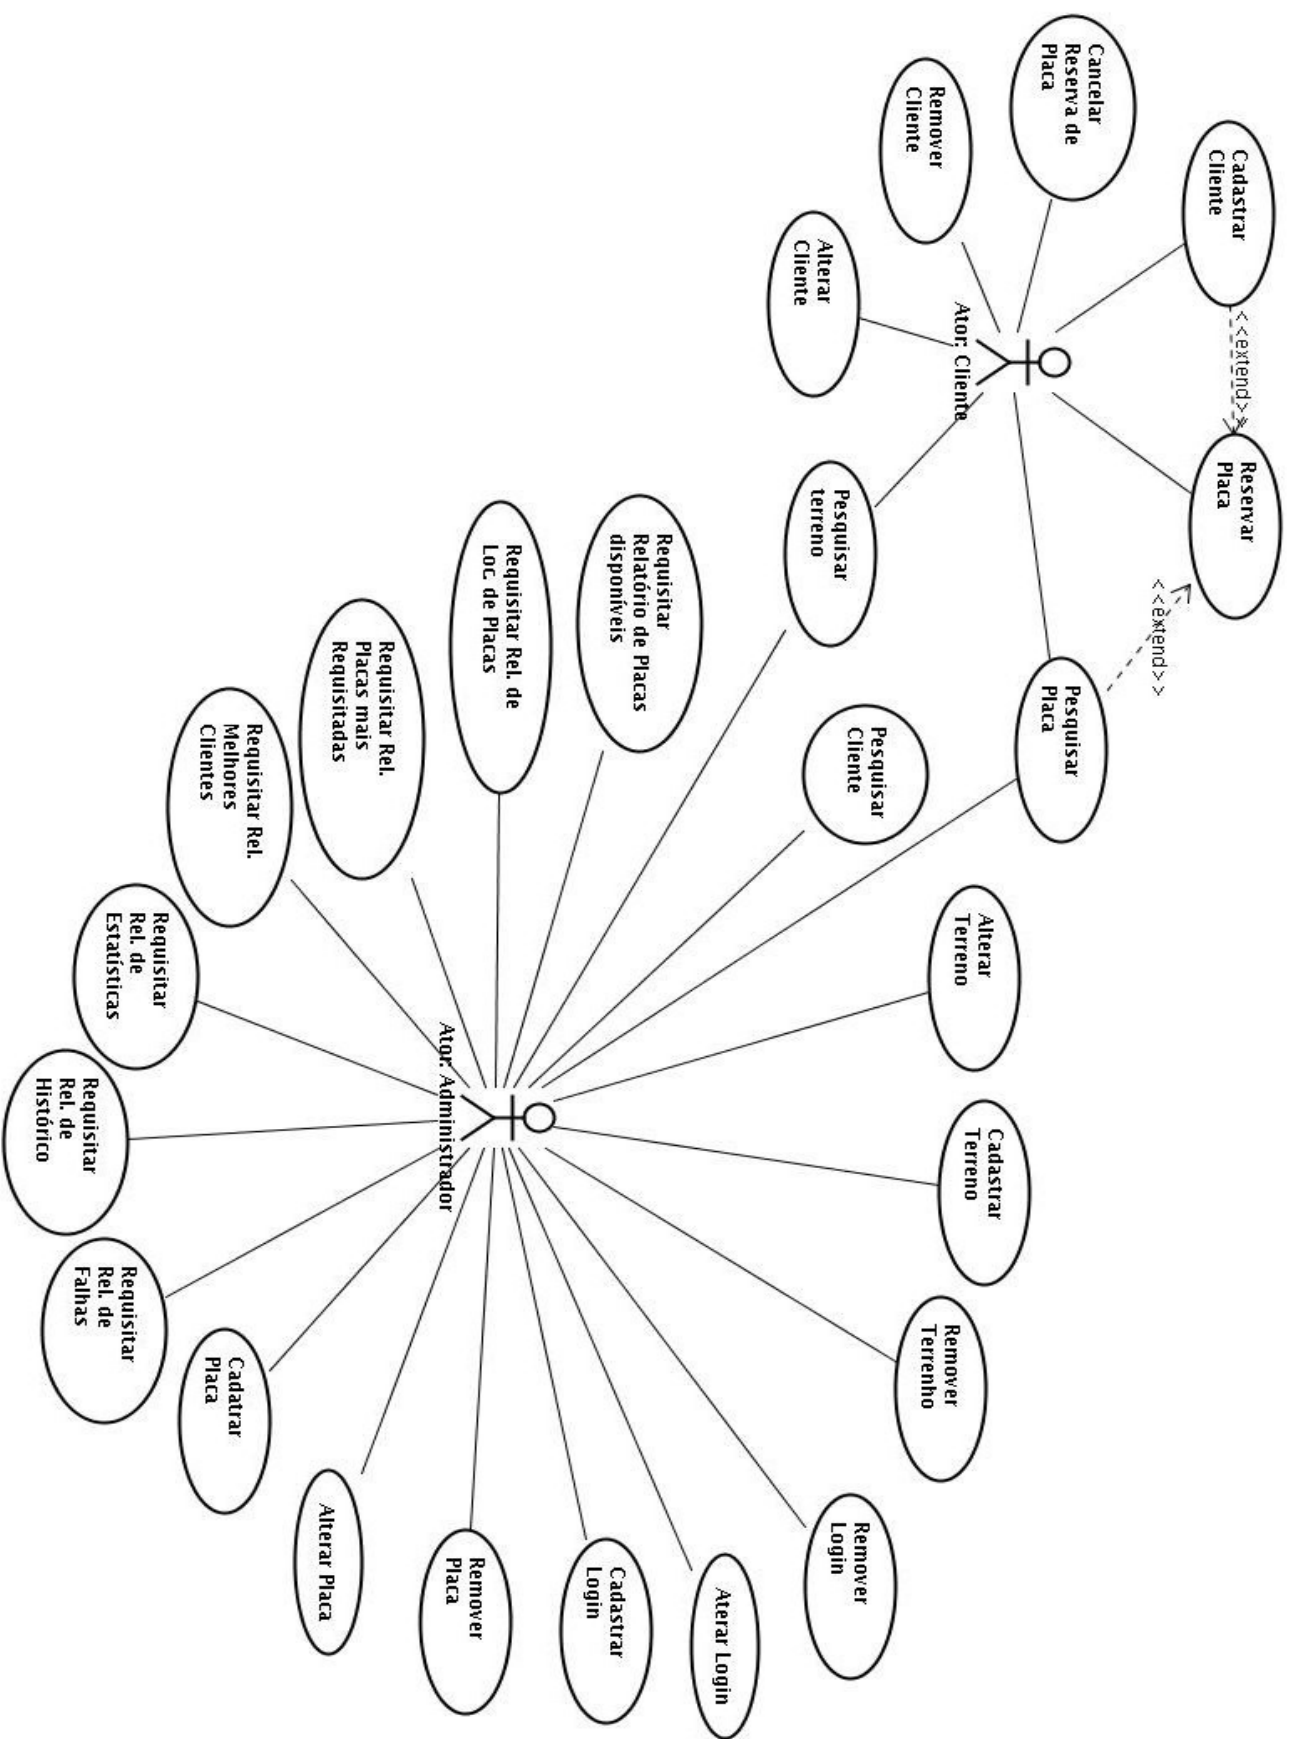 Cadastrar
Cliente
<<extend>>
Reservar
Placa
<<extend>>
Cancelar
Reserva de
Placa
Remover
Cliente
Alterar
Cliente
Ator: Cliente
Pesquisar
terreno
Pesquisar
Placa
Pesquisar
Cliente
Alterar
Terreno
Cadastrar
Terreno
Remover
Terrenho
Remover
Login
Aterar Login
Cadastrar
Login
Remover
Placa
Alterar Placa
Cadatrar
Placa
Requisitar
Rel. de
Falhas
Requisitar
Rel. de
Histórico
Requisitar
Rel. de
Estatísticas
Requisitar Rel.
Melhores
Clientes
Requisitar Rel.
Placas mais
Requisitadas
Requisitar Rel. de
Loc. de Placas
Requisitar
Relatório de Placas
disponíveis
Ator: Administrador